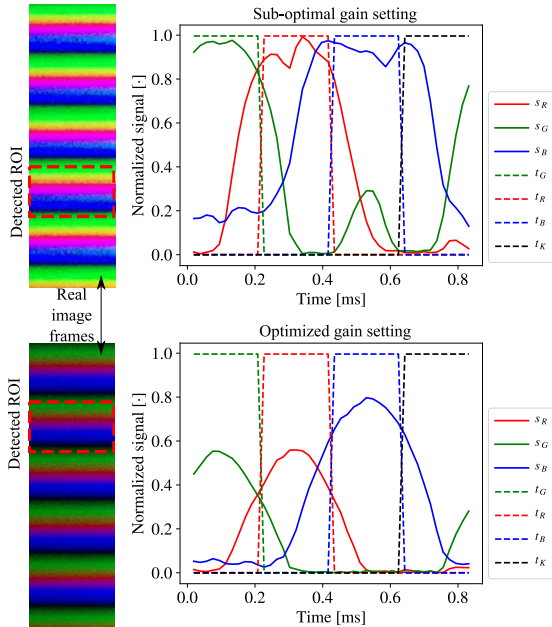 Sub-optimal gain setting
Detected ROI
Normalized signal [-]
1.0
0.8
0.6
0.4
0.2
0.0
0.0 0.2 0.4 0.6 0.8
Time [ms]
s_R
s_G
s_B
t_G
t_R
t_B
t_K
Real
image
frames
Optimized gain setting
Detected ROI
Normalized signal [-]
1.0
0.8
0.6
0.4
0.2
0.0
0.0 0.2 0.4 0.6 0.8
Time [ms]
s_R
s_G
s_B
t_G
t_R
t_B
t_K